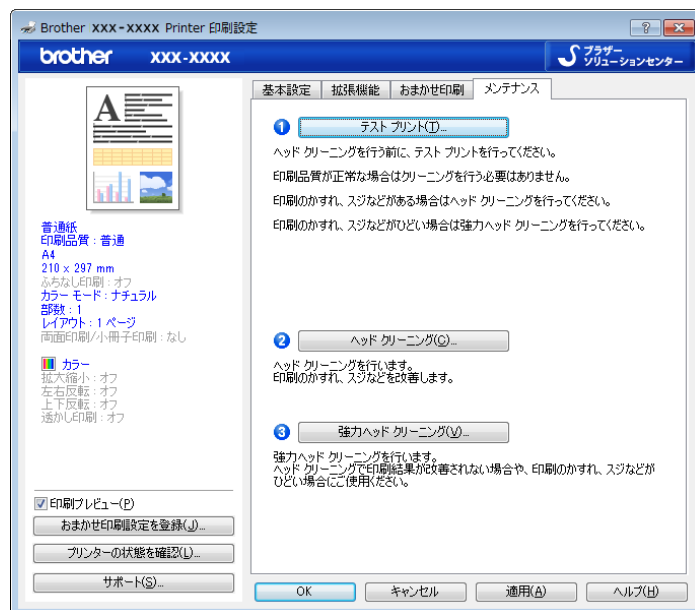 Brother XXX-XXXX Printer 印刷設定
brother XXX-XXXX
ブラザー
ソリューションセンター
A
普通紙
印刷品質 : 普通
A4
210 x 297 mm
ふちなし印刷 : オフ
カラー モード : ナチュラル
部数 : 1
レイアウト : 1 ページ
両面印刷/小冊子印刷 : なし
カラー
拡大縮小 : オフ
左右反転 : オフ
上下反転 : オフ
透かし印刷 : オフ
印刷プレビュー(P)
おまかせ印刷設定を登録(J)...
プリンターの状態を確認(L)...
サポート(S)...
基本設定 拡張機能 おまかせ印刷 メンテナンス
1 テスト プリント(T)...
ヘッド クリーニングを行う前に、テスト プリントを行ってください。
印刷品質が正常な場合はクリーニングを行う必要はありません。
印刷のかすれ、スジなどがある場合はヘッド クリーニングを行ってください。
印刷のかすれ、スジなどがひどい場合は強力ヘッド クリーニングを行ってください。
2 ヘッド クリーニング(C)...
ヘッド クリーニングを行います。
印刷のかすれ、スジなどを改善します。
3 強力ヘッド クリーニング(V)...
強力ヘッド クリーニングを行います。
ヘッド クリーニングで印刷結果が改善されない場合や、印刷のかすれ、スジなどが
ひどい場合にご使用ください。
OK キャンセル 適用(A) ヘルプ(H)